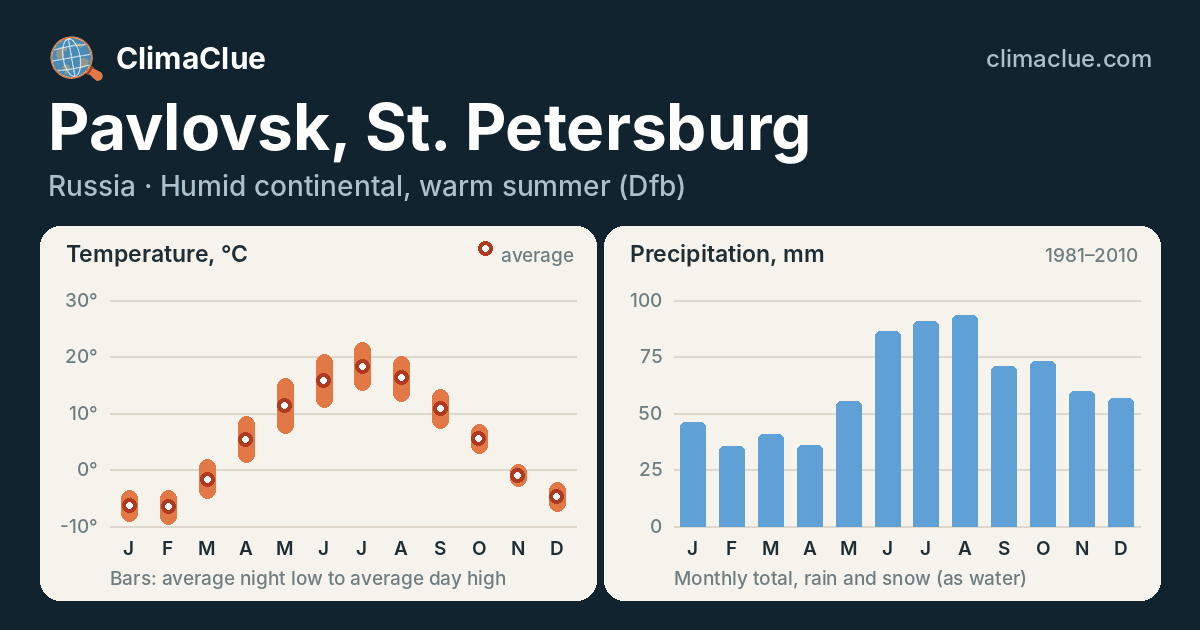 ClimaClue
climaclue.com
Pavlovsk, St. Petersburg
Russia · Humid continental, warm summer (Dfb)
Temperature, °C
average
30°
20°
10°
0°
-10°
J F M A M J J A S O N D
Bars: average night low to average day high
Precipitation, mm
1981–2010
100
75
50
25
0
J F M A M J J A S O N D
Monthly total, rain and snow (as water)